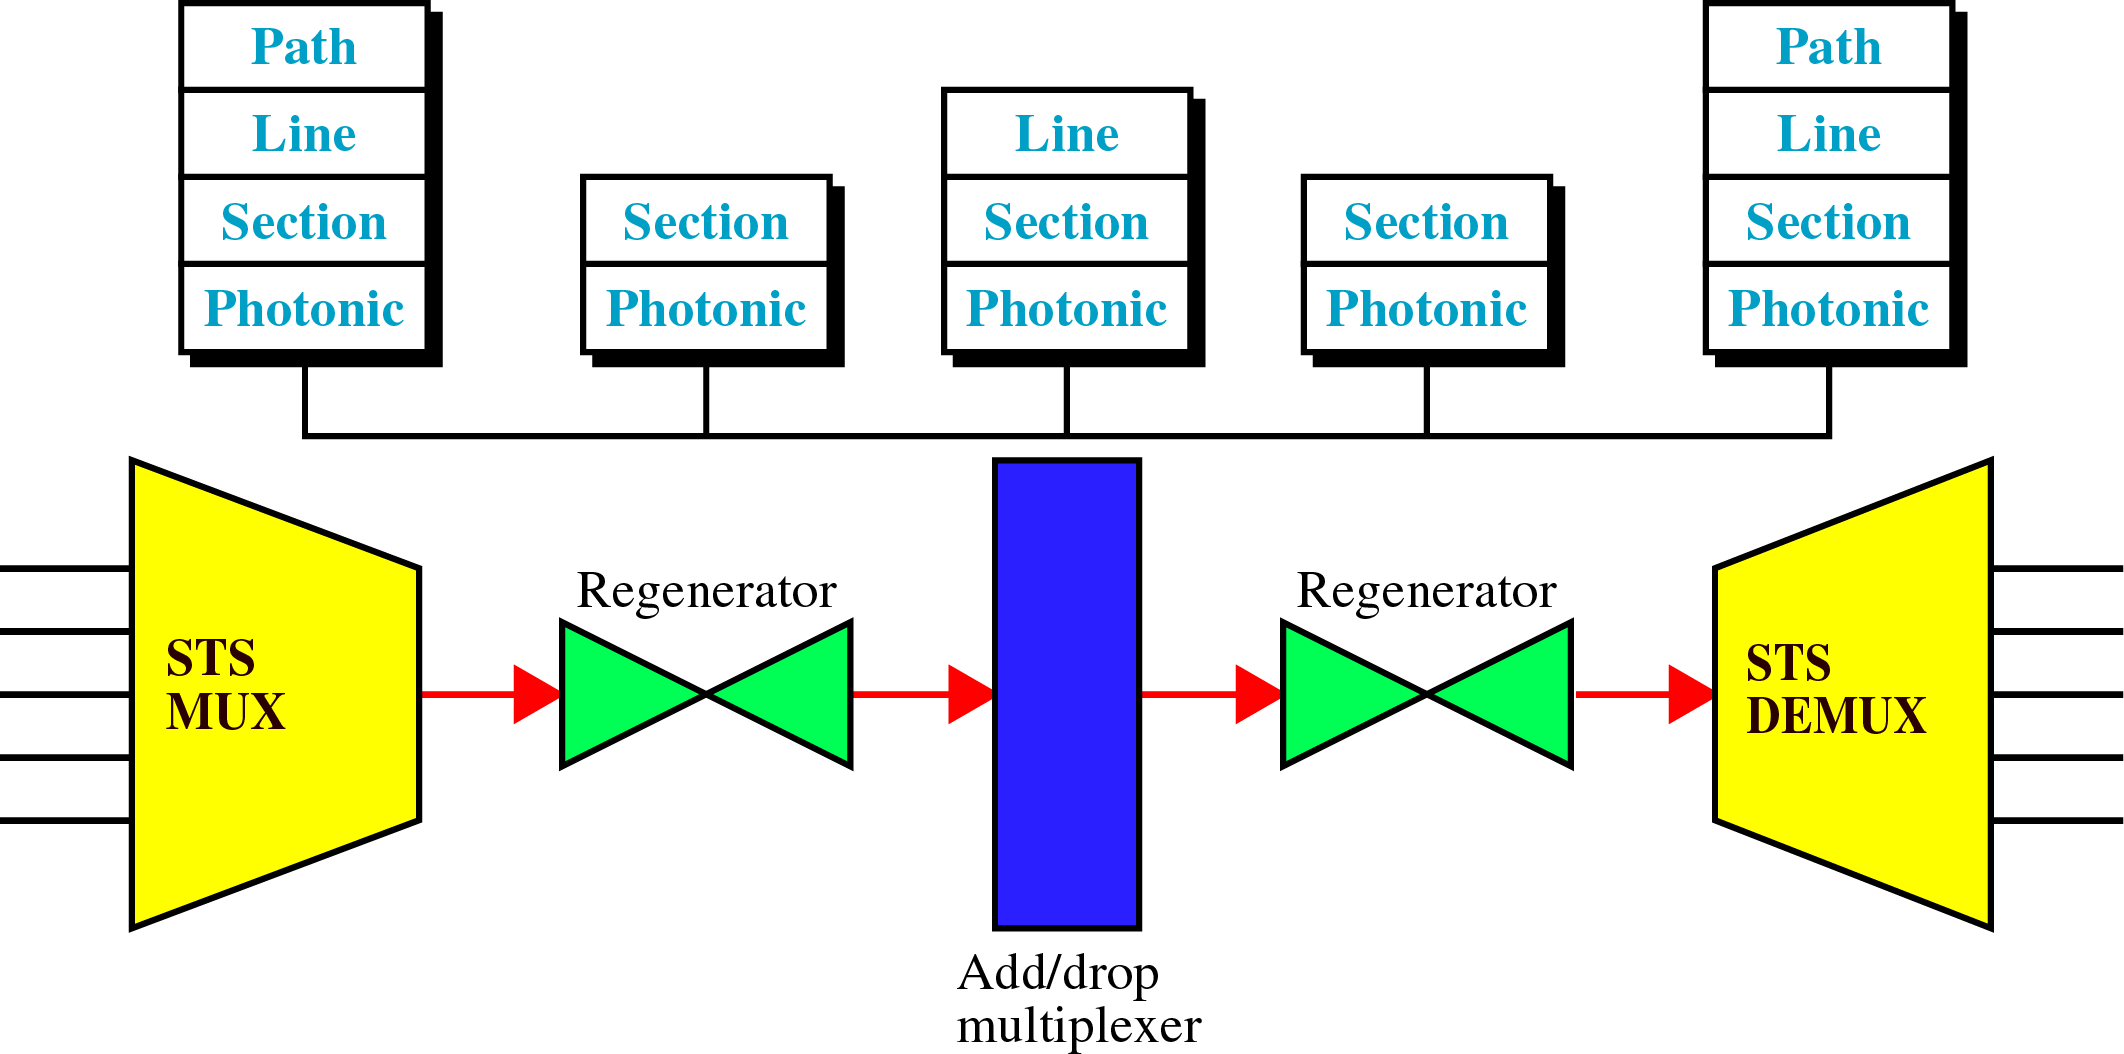 Path
Line
Section
Photonic
Section
Photonic
Line
Section
Photonic
Section
Photonic
Path
Line
Section
Photonic
STS
MUX
Regenerator
Add/drop
multiplexer
Regenerator
STS
DEMUX